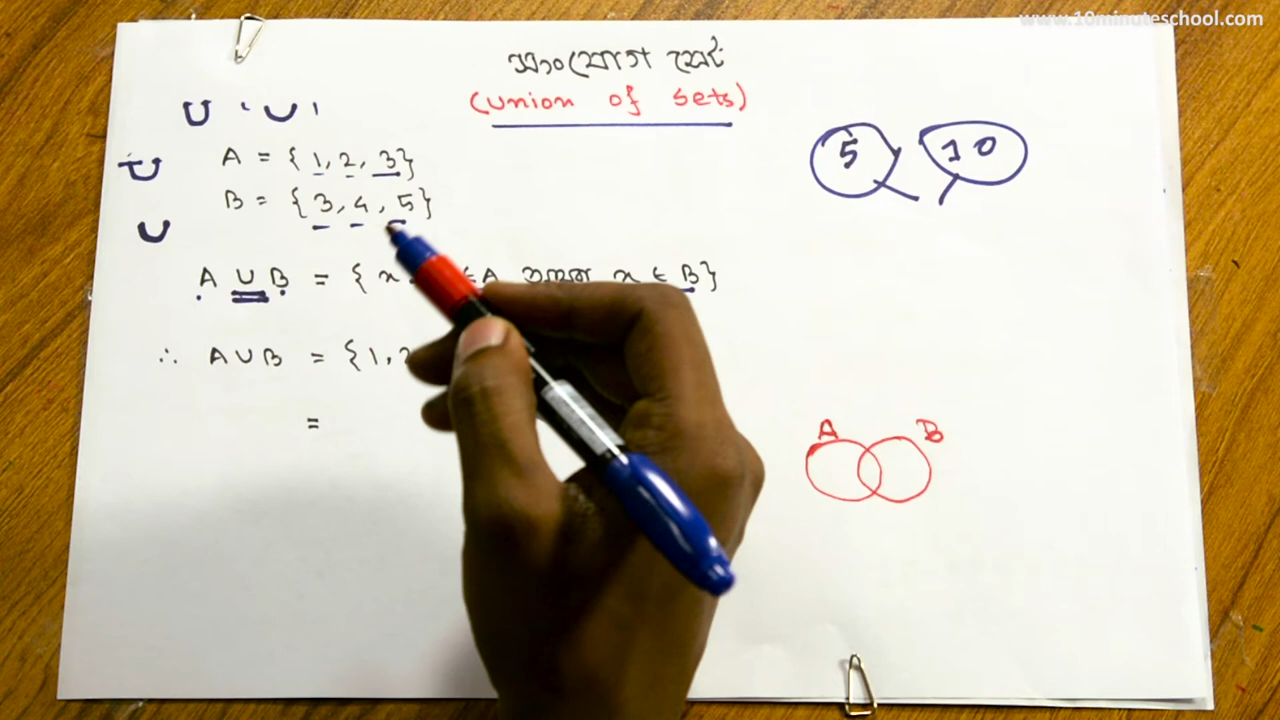 www.10minuteschool.com
সংযোগ সেট
(Union of sets)
U ' U '
A = { 1, 2, 3}
B = { 3, 4, 5}
U
U
5
10
A U B = { x A অথবা x ∈ B}
∴ A U B = {1, 2
=
A B